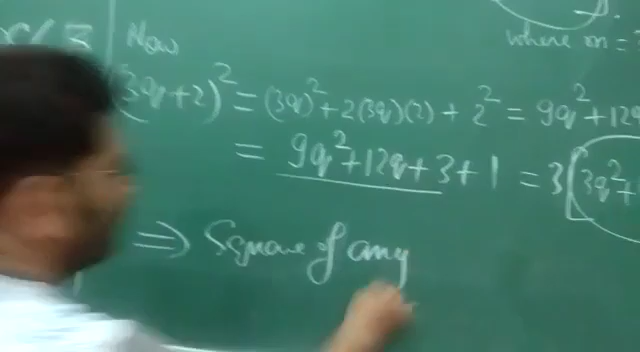 where m =
Now
(3q+2)² = (3q)² + 2(3q)(2) + 2² = 9q² + 12q
= 9q² + 12q + 3 + 1 = 3[3q² +
⇒ Square of any